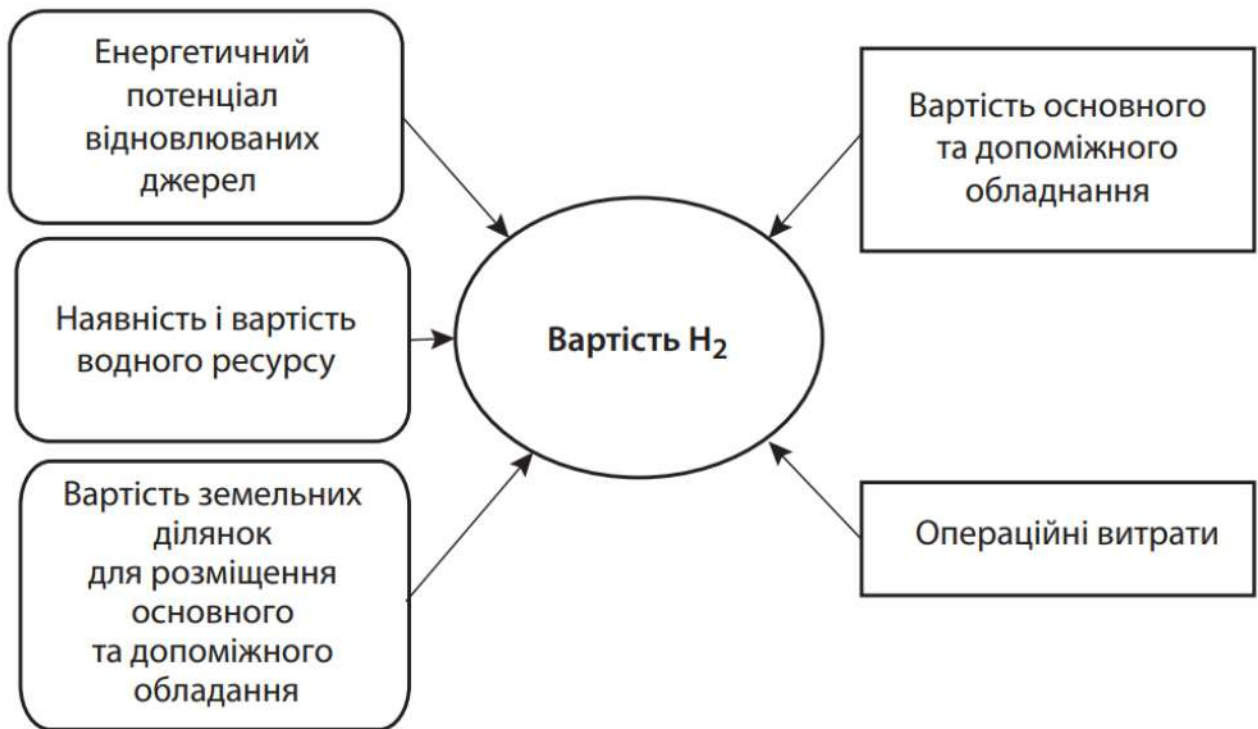 Енергетичний
потенціал
відновлюваних
джерел
Наявність і вартість
водного ресурсу
Вартість земельних
ділянок
для розміщення
основного
та допоміжного
обладання
Вартість H₂
Вартість основного
та допоміжного
обладнання
Операційні витрати